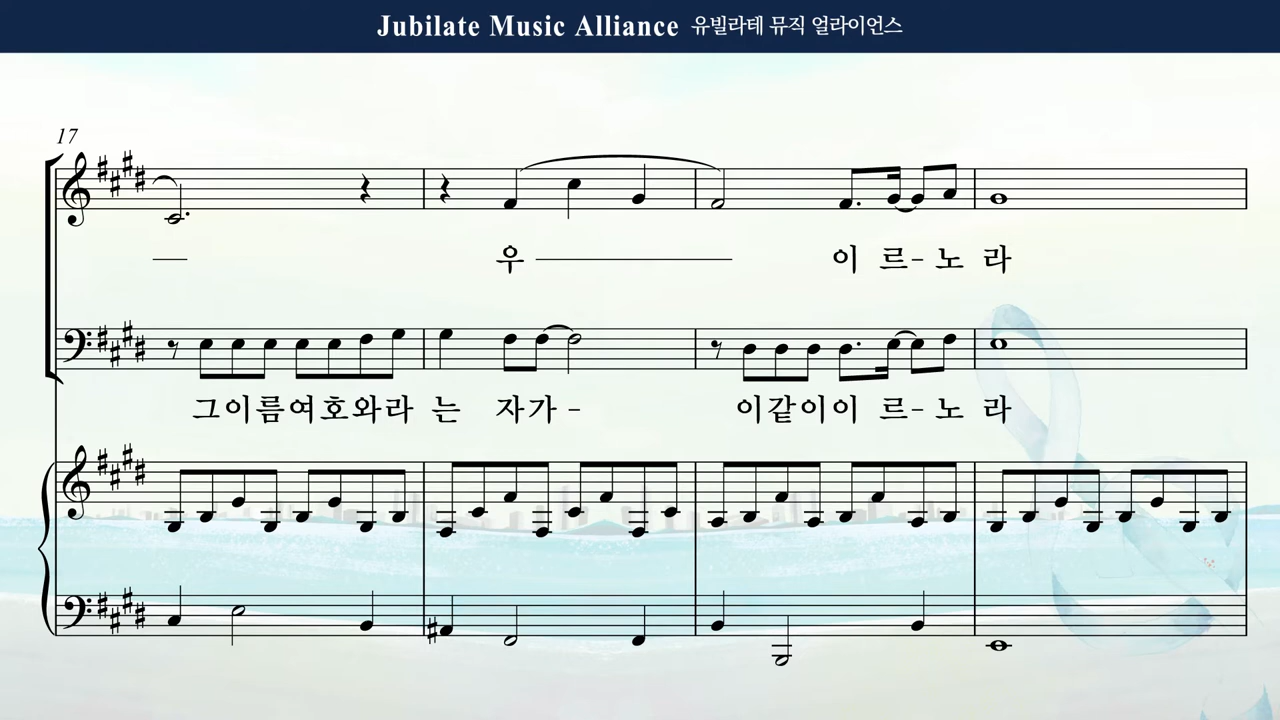 Jubilate Music Alliance 유빌라테 뮤직 얼라이언스
17
우 이 르- 노 라
그이름여호와라 는 자가- 이같이이 르- 노 라